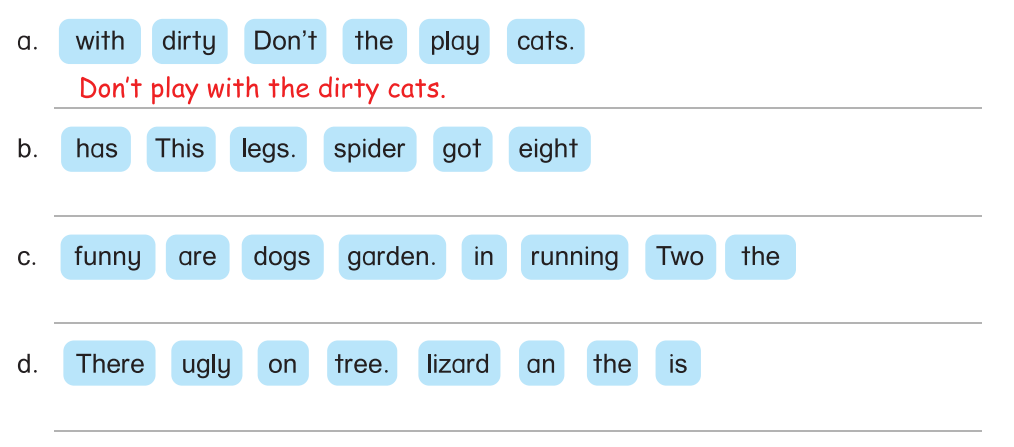 a. with dirty Don't the play cats.
Don't play with the dirty cats.
b. has This legs. spider got eight
c. funny are dogs garden. in running Two the
d. There ugly on tree. lizard an the is